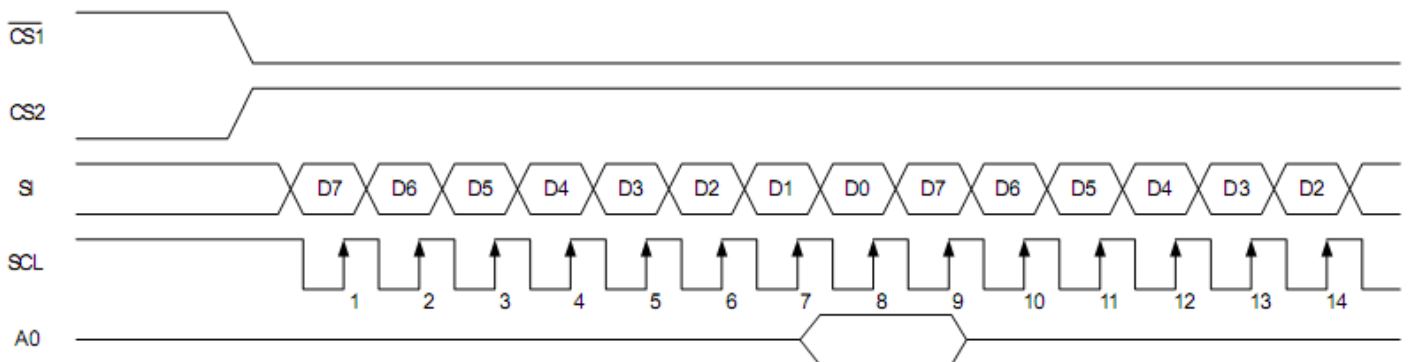 CS1
CS2
SI D7 D6 D5 D4 D3 D2 D1 D0 D7 D6 D5 D4 D3 D2
SCL
1 2 3 4 5 6 7 8 9 10 11 12 13 14
A0